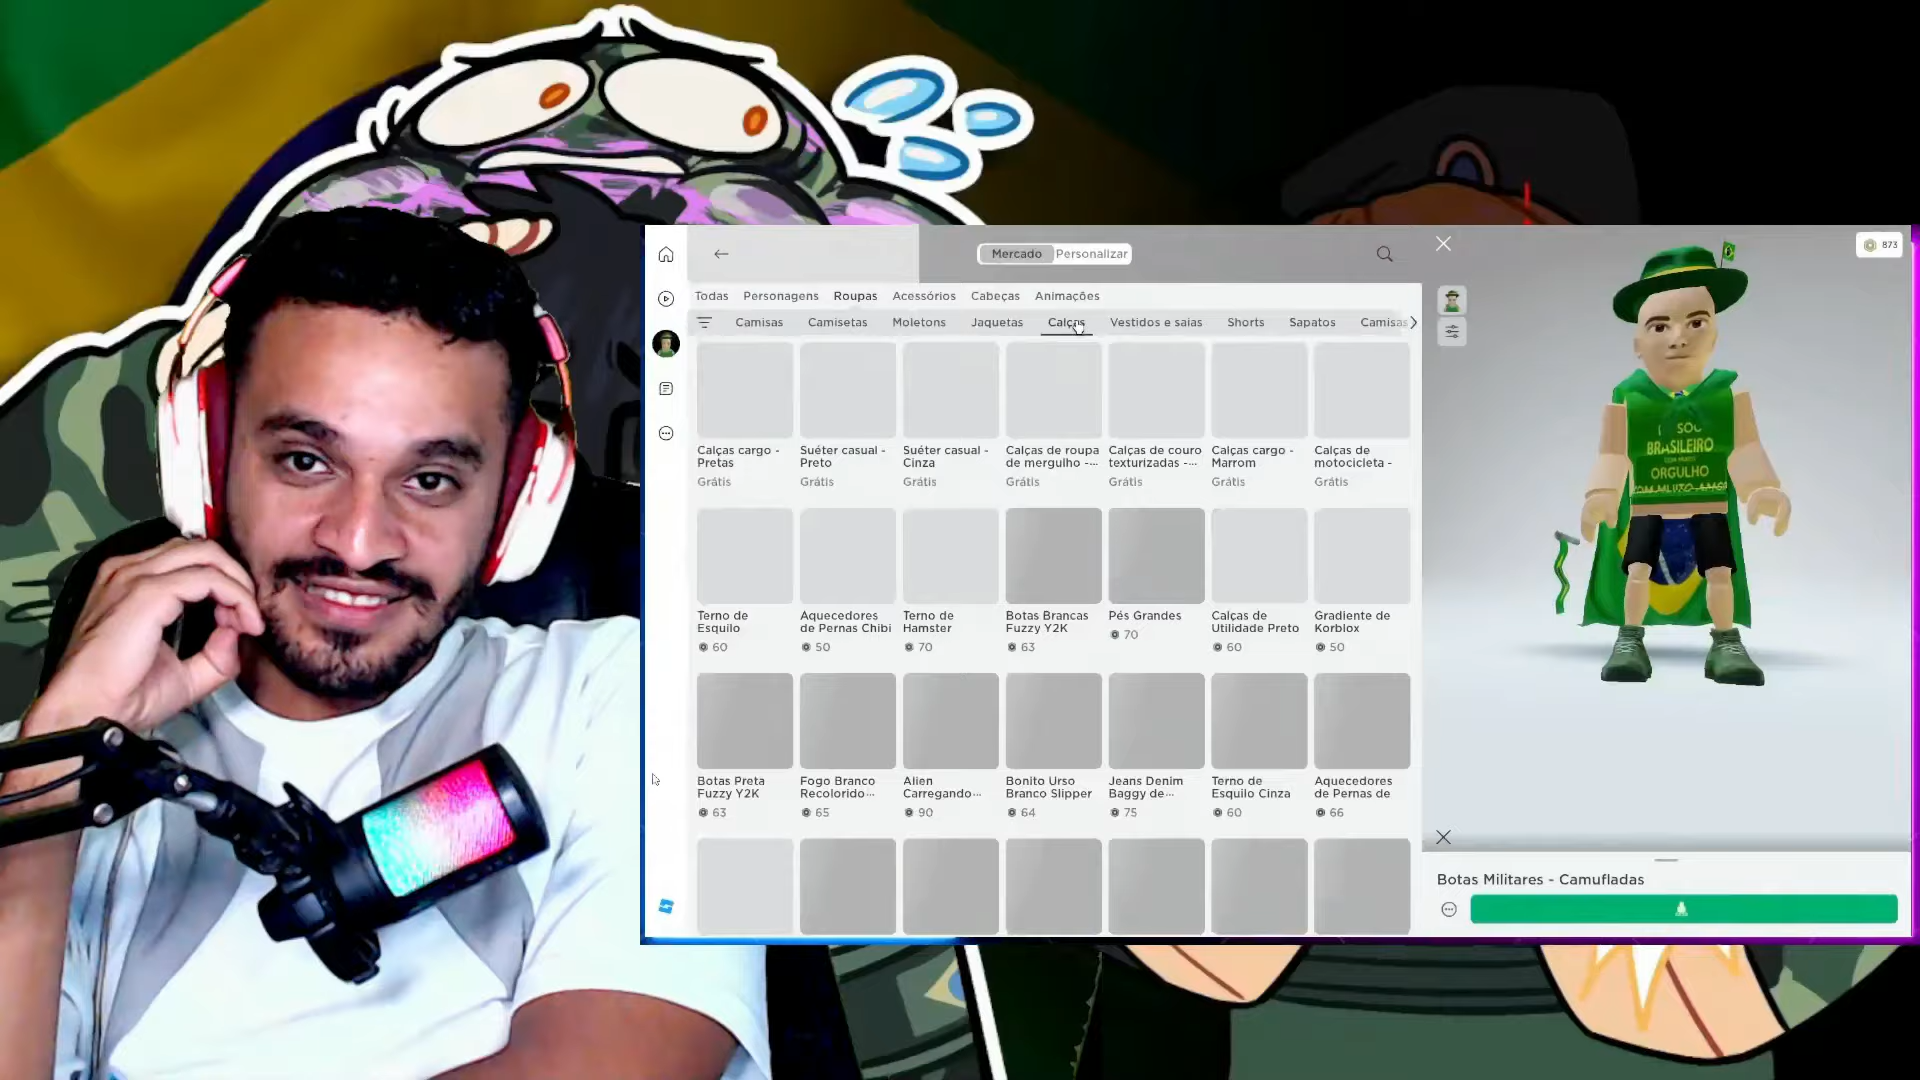 Mercado Personalizar
873
Todas Personagens Roupas Acessórios Cabeças Animações
Camisas Camisetas Moletons Jaquetas Calças Vestidos e saias Shorts Sapatos Camisas
Calças cargo -
Pretas
Grátis
Suéter casual -
Preto
Grátis
Suéter casual -
Cinza
Grátis
Calças de roupa
de mergulho -...
Grátis
Calças de couro
texturizadas -...
Grátis
Calças cargo -
Marrom
Grátis
Calças de
motocicleta -
Grátis
Terno de
Esquilo
60
Aquecedores
de Pernas Chibi
50
Terno de
Hamster
70
Botas Brancas
Fuzzy Y2K
63
Pés Grandes
70
Calças de
Utilidade Preto
60
Gradiente de
Korblox
50
Botas Preta
Fuzzy Y2K
63
Fogo Branco
Recolorido...
65
Alien
Carregando...
90
Bonito Urso
Branco Slipper
64
Jeans Denim
Baggy de...
75
Terno de
Esquilo Cinza
60
Aquecedores
de Pernas de
66
BRASILEIRO
ORGULHO
Botas Militares - Camufladas